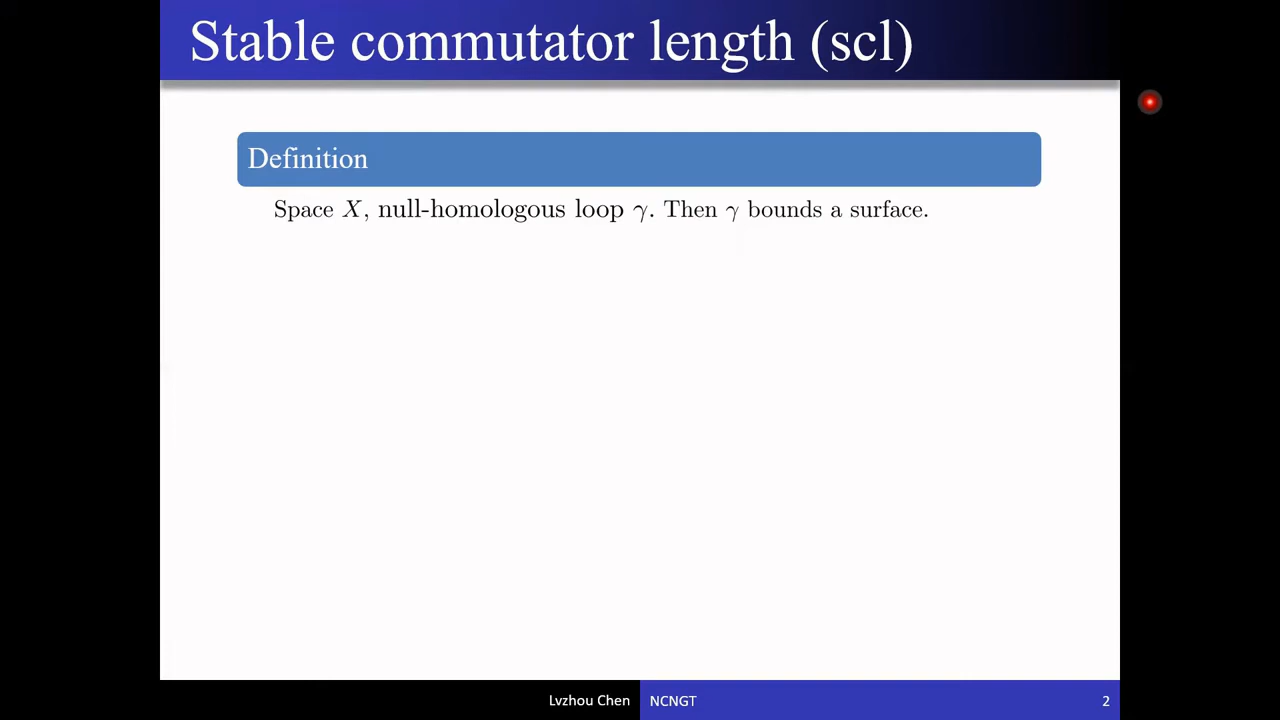 Stable commutator length (scl)
Definition
Space X, null-homologous loop γ. Then γ bounds a surface.
Lvzhou Chen NCNGT 2